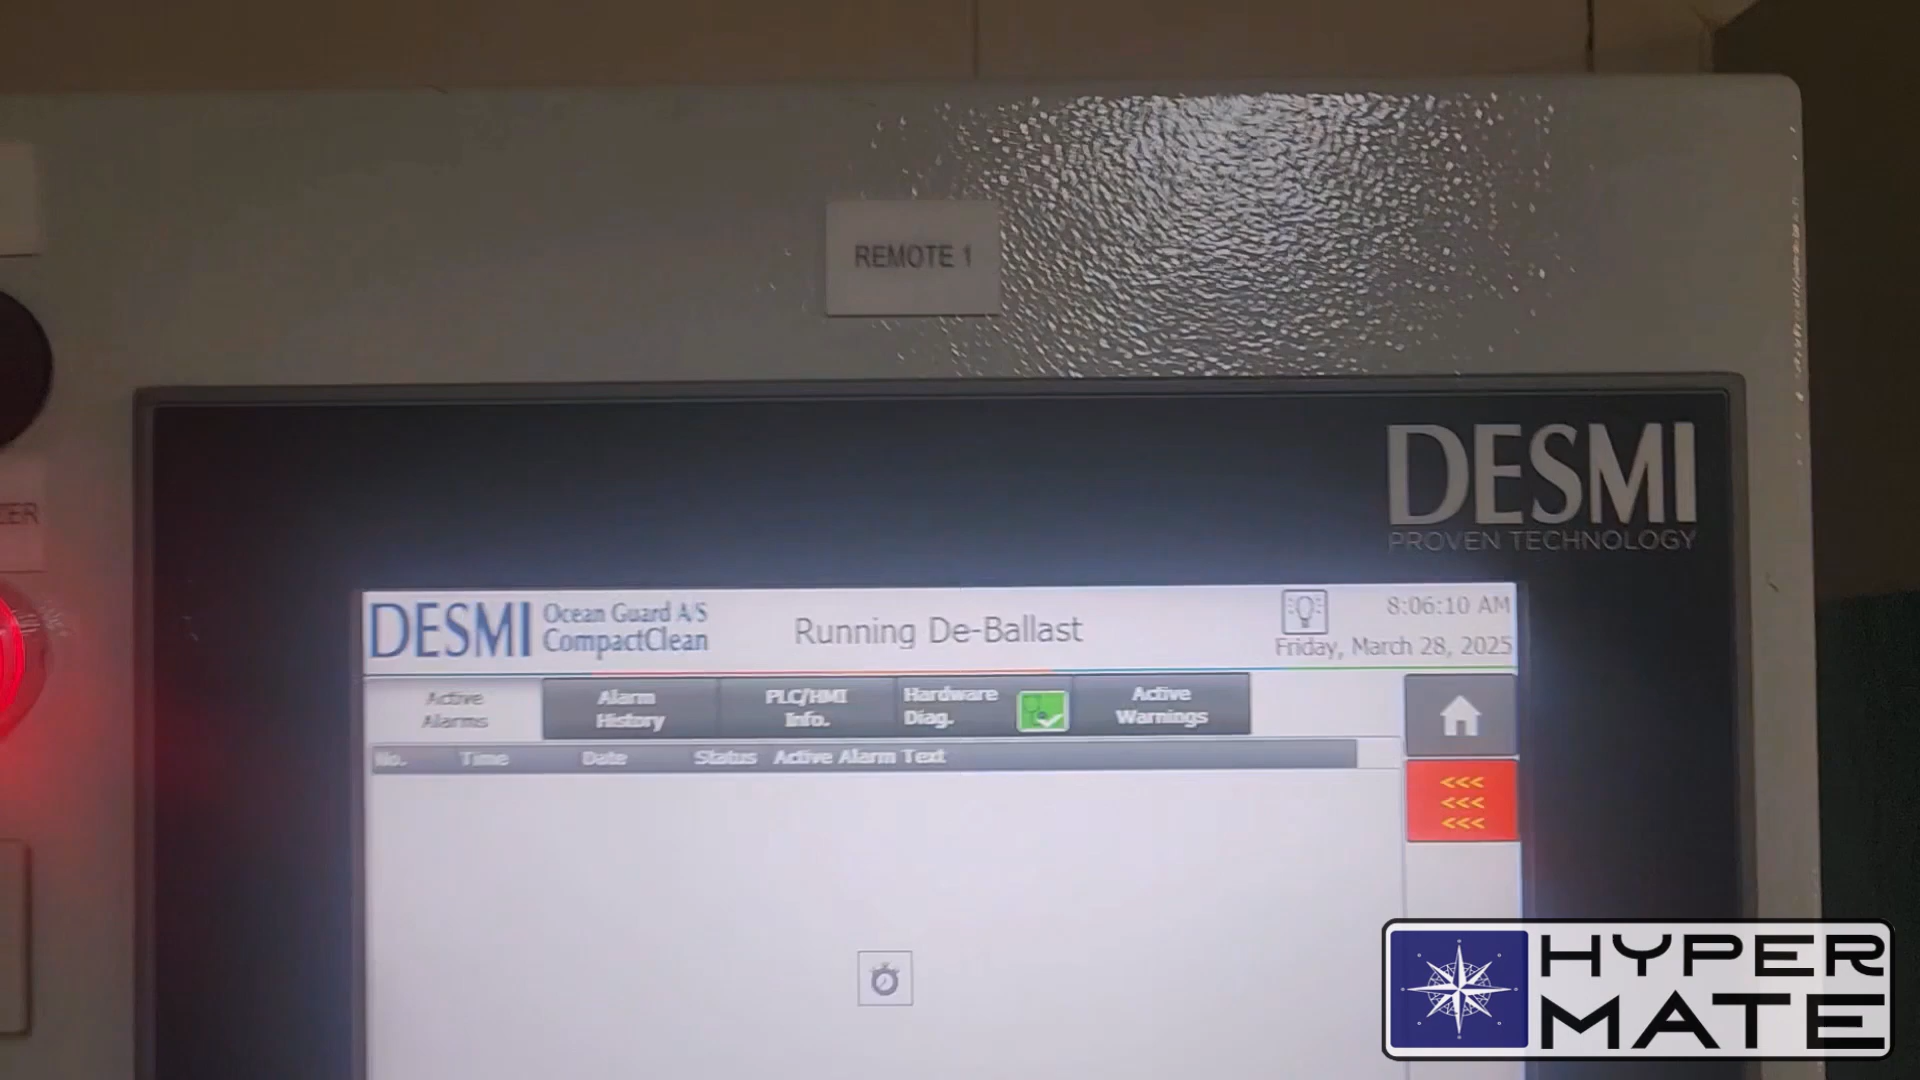 REMOTE 1
DESMI
PROVEN TECHNOLOGY
DESMI Ocean Guard A/S
CompactClean
Running De-Ballast
8:06:10 AM
Friday, March 28, 2025
Active
Alarms
Alarm
History
PLC/HMI
Info.
Hardware
Diag.
Active
Warnings
No. Time Date Status Active Alarm Text
<<<
<<<
<<<
HYPER
MATE